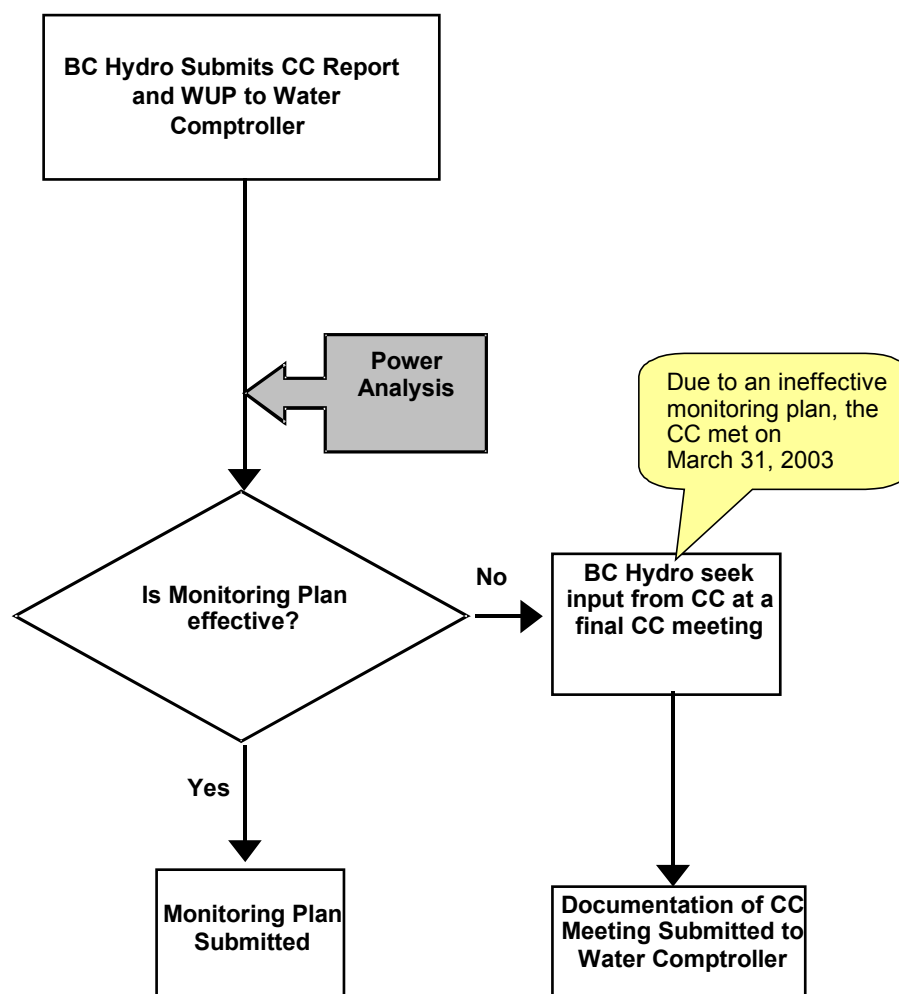 BC Hydro Submits CC Report
and WUP to Water
Comptroller
Power
Analysis
Due to an ineffective
monitoring plan, the
CC met on
March 31, 2003
Is Monitoring Plan
effective?
No
BC Hydro seek
input from CC at a
final CC meeting
Yes
Monitoring Plan
Submitted
Documentation of CC
Meeting Submitted to
Water Comptroller